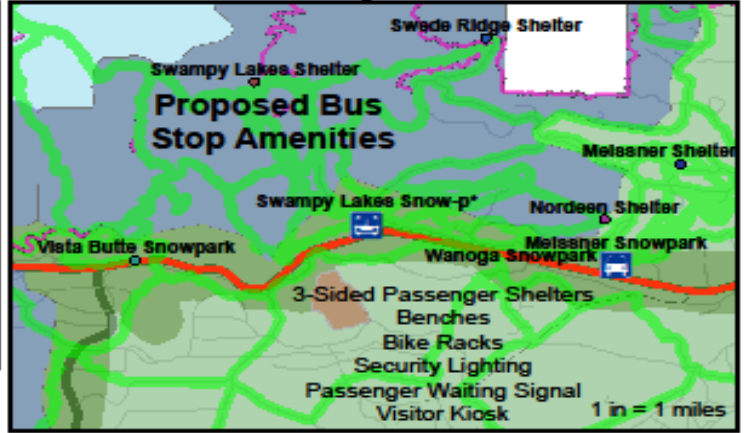 Swede Ridge Shelter
Swampy Lakes Shelter
Proposed Bus
Stop Amenities
Meissner Shelter
Swampy Lakes Snow-p*
Nordeen Shelter
Vista Butte Snowpark
Meissner Snowpark
Wanoga Snowpark
3-Sided Passenger Shelters
Benches
Bike Racks
Security Lighting
Passenger Waiting Signal
Visitor Kiosk
1 in = 1 miles